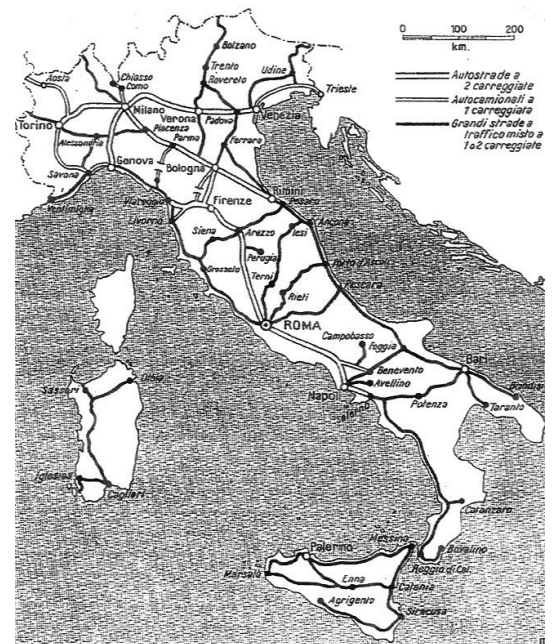 0 100 200
km.
Autostrade a
2 carreggiate
Autocamionali a
1 carreggiata
Grandi strade a
traffico misto a
1 o 2 carreggiate
Bolzano
Aosta
Chiasso
Como
Trento
Rovereto
Udine
Trieste
Milano
Verona
Padova
Venezia
Torino
Piacenza
Alessandria
Parma
Ferrara
Genova
Bologna
Savona
Rimini
Ventimiglia
Viareggio
Firenze
Pesaro
Livorno
Ancona
Siena
Arezzo
Iesi
Perugia
Grosseto
Terni
Porto d'Ascoli
Rieti
Pescara
ROMA
Campobasso
Foggia
Benevento
Bari
Avellino
Napoli
Brindisi
Salerno
Potenza
Taranto
Sassari
Olbia
Iglesias
Cagliari
Catanzaro
Messina
Bovalino
Palermo
Reggio di Cal.
Marsala
Enna
Catania
Agrigento
Siracusa